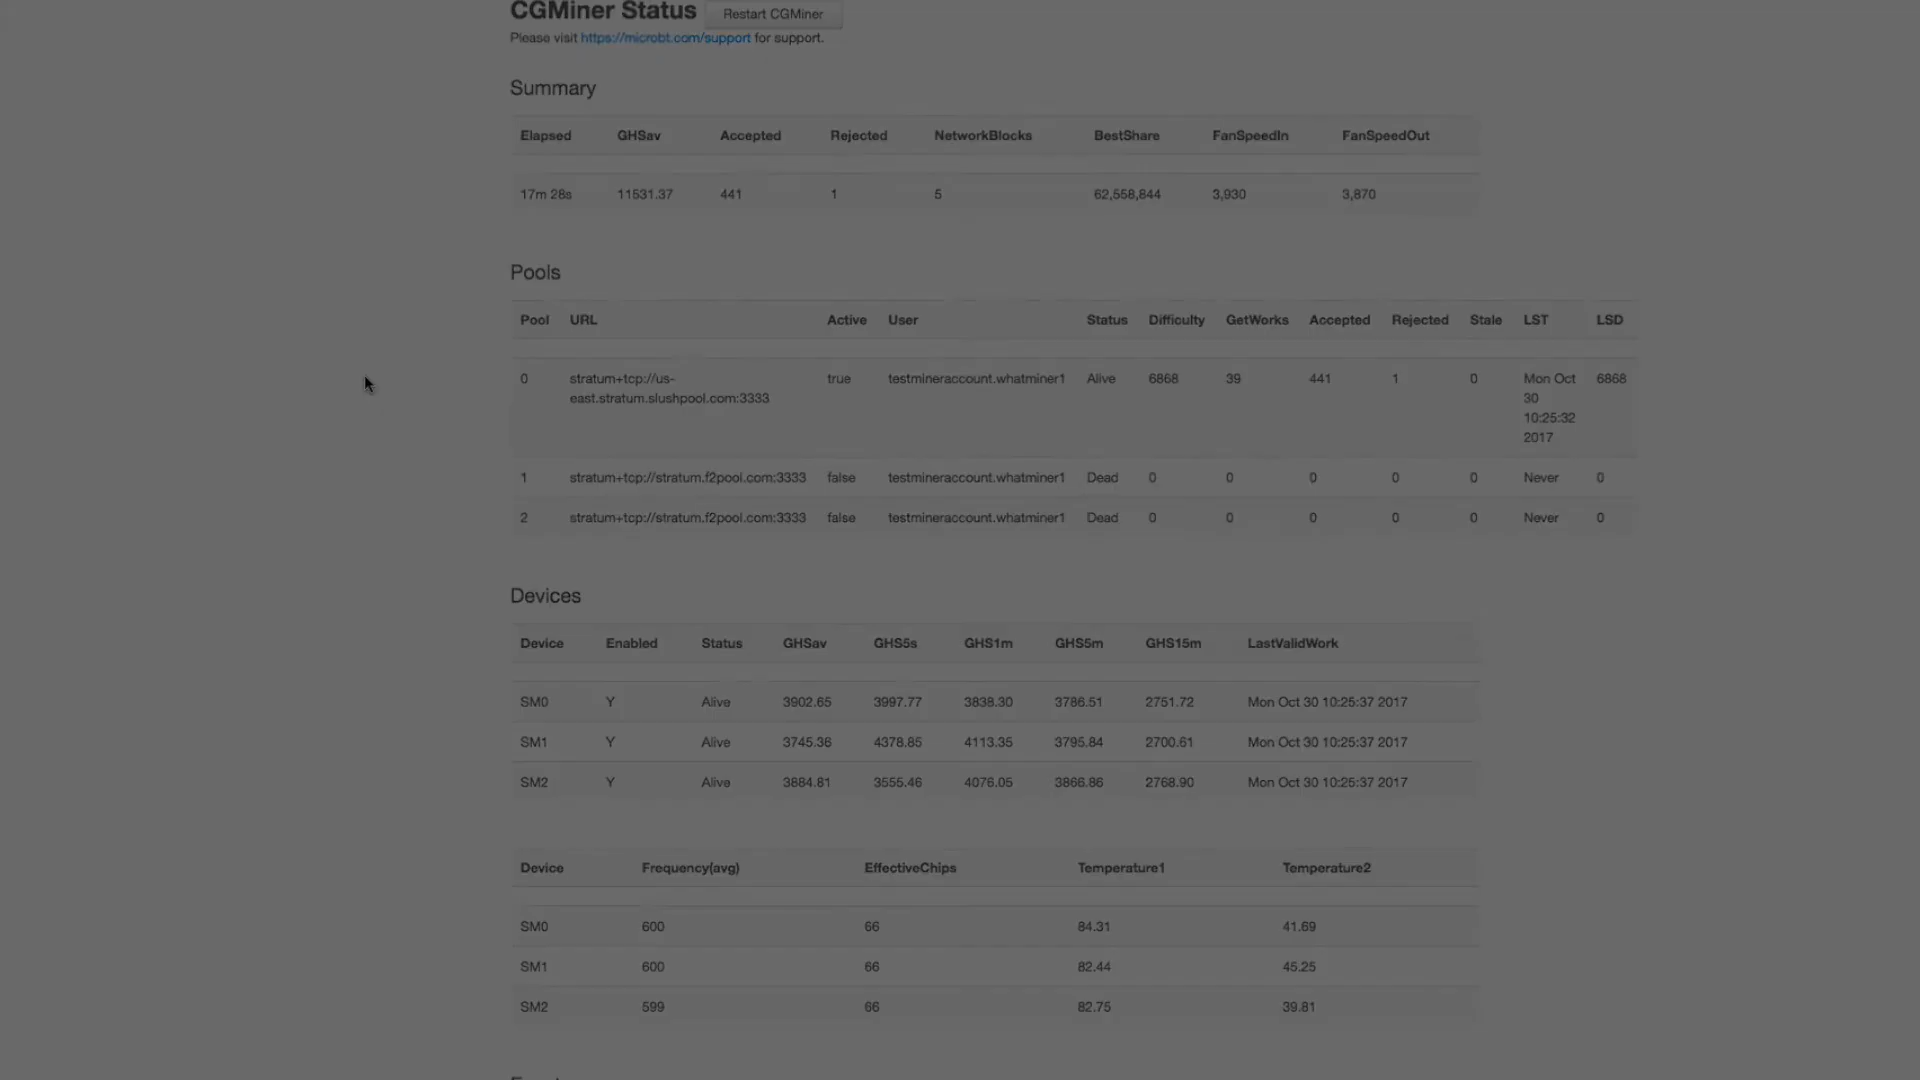 CGMiner Status Restart CGMiner
Please visit https://microbt.com/support for support.
Summary
Elapsed GHSav Accepted Rejected NetworkBlocks BestShare FanSpeedIn FanSpeedOut
17m 28s 11531.37 441 1 5 62,558,844 3,930 3,870
Pools
Pool URL Active User Status Difficulty GetWorks Accepted Rejected Stale LST LSD
0 stratum+tcp://us- true testmineraccount.whatminer1 Alive 6868 39 441 1 0 Mon Oct 6868
east.stratum.slushpool.com:3333 30
10:25:32
2017
1 stratum+tcp://stratum.f2pool.com:3333 false testmineraccount.whatminer1 Dead 0 0 0 0 0 Never 0
2 stratum+tcp://stratum.f2pool.com:3333 false testmineraccount.whatminer1 Dead 0 0 0 0 0 Never 0
Devices
Device Enabled Status GHSav GHS5s GHS1m GHS5m GHS15m LastValidWork
SM0 Y Alive 3902.65 3997.77 3838.30 3786.51 2751.72 Mon Oct 30 10:25:37 2017
SM1 Y Alive 3745.36 4378.85 4113.35 3795.84 2700.61 Mon Oct 30 10:25:37 2017
SM2 Y Alive 3884.81 3555.46 4076.05 3866.86 2768.90 Mon Oct 30 10:25:37 2017
Device Frequency(avg) EffectiveChips Temperature1 Temperature2
SM0 600 66 84.31 41.69
SM1 600 66 82.44 45.25
SM2 599 66 82.75 39.81